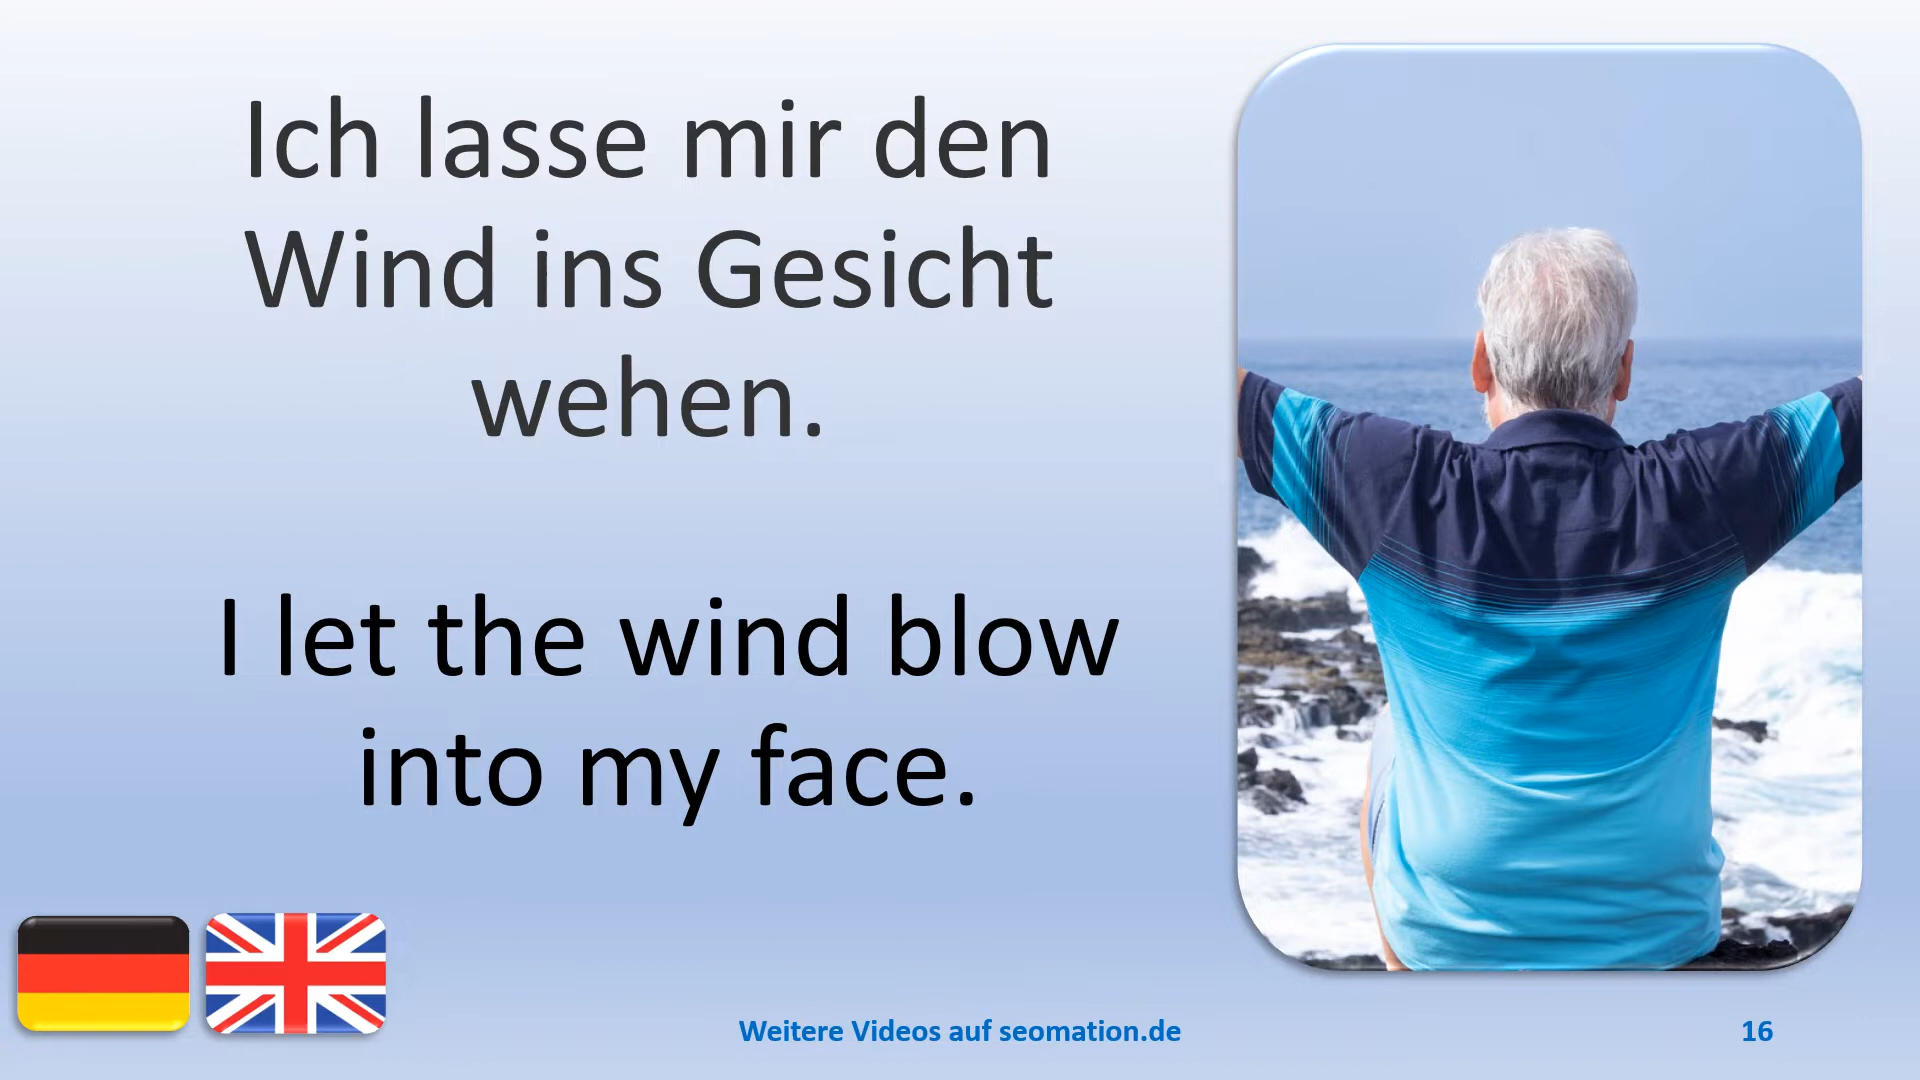 Ich lasse mir den
Wind ins Gesicht
wehen.
I let the wind blow
into my face.
Weitere Videos auf seomation.de
16